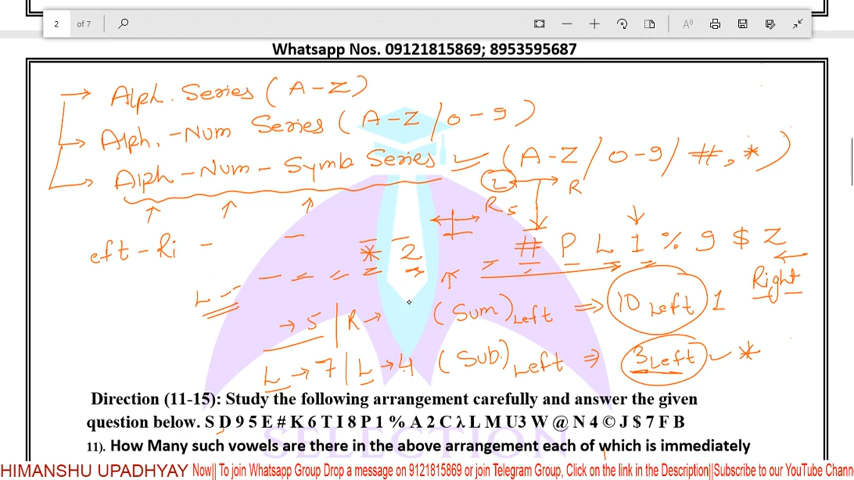 2 of 7
Whatsapp Nos. 09121815869; 8953595687
→ Alph. Series (A-Z)
→ Alph.-Num Series (A-Z/0-9)
→ Alph-Num-Symb Series (A-Z/0-9/#,*)
2 R
R 5
eft-Ri - * 2 # P L 1 % 9 $ Z
Right
L
→ 5 | R → (Sum) Left ⇒ 10 Left 1
L → 7 | L → 4 (Sub) Left ⇒ 3 Left *
Direction (11-15): Study the following arrangement carefully and answer the given
question below. S D 9 5 E # K 6 T I 8 P 1 % A 2 C λ L M U3 W @ N 4 © J $ 7 F B
11). How Many such vowels are there in the above arrangement each of which is immediately
SELECTION
HIMANSHU UPADHYAY Now|| To join Whatsapp Group Drop a message on 9121815869 or join Telegram Group, Click on the link in the Description||Subscribe to our YouTube Chann